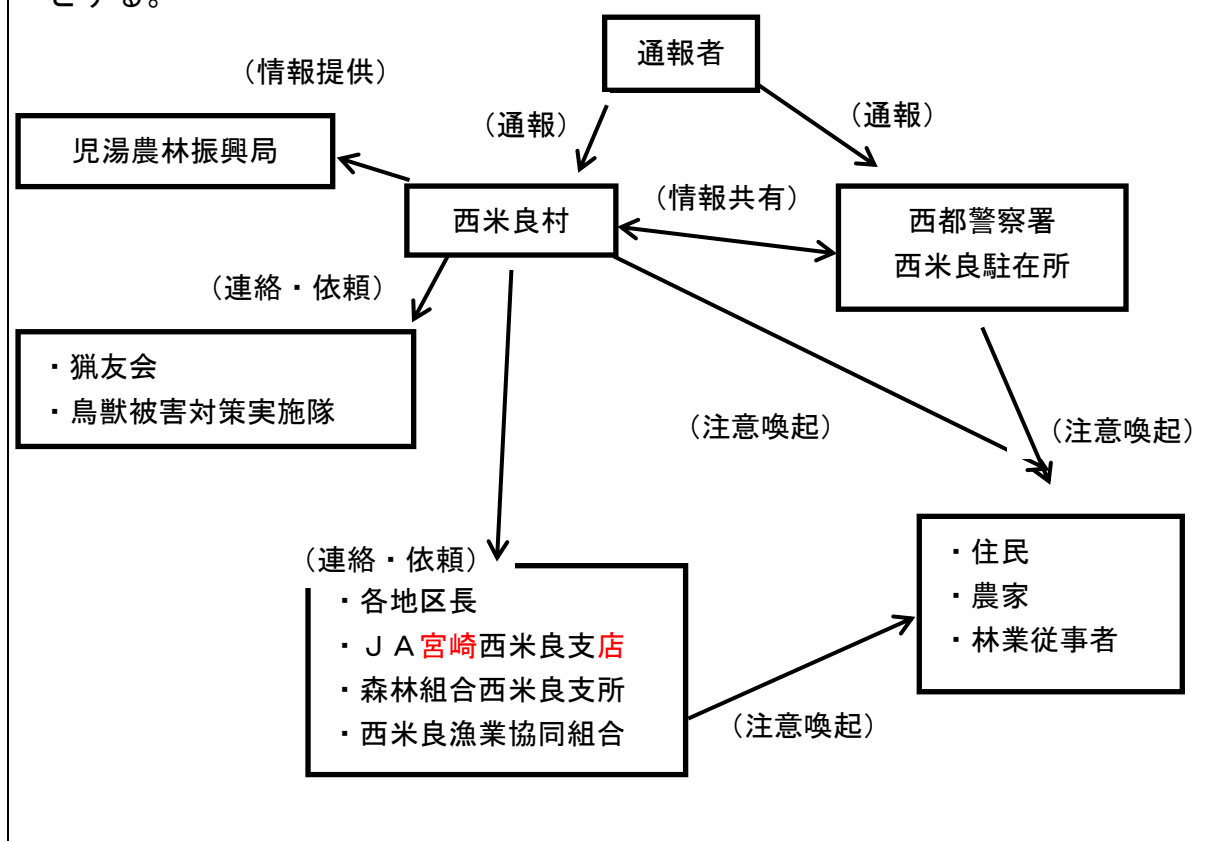 とする。
通報者
（情報提供）
（通報）
（通報）
児湯農林振興局
西米良村
（情報共有）
西都警察署
西米良駐在所
（連絡・依頼）
・猟友会
・鳥獣被害対策実施隊
（注意喚起）
（注意喚起）
（連絡・依頼）
・各地区長
・ＪＡ宮崎西米良支店
・森林組合西米良支所
・西米良漁業協同組合
・住民
・農家
・林業従事者
（注意喚起）